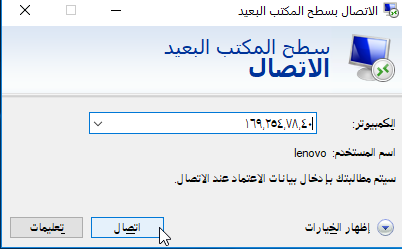 الاتصال بسطح المكتب البعيد
سطح المكتب البعيد
الاتصال
الكمبيوتر:
١٦٩,٢٥٤,٧٨,٤٠
اسم المستخدم: lenovo
سيتم مطالبتك بإدخال بيانات الاعتماد عند الاتصال.
إظهار الخيارات
اتصال
تعليمات